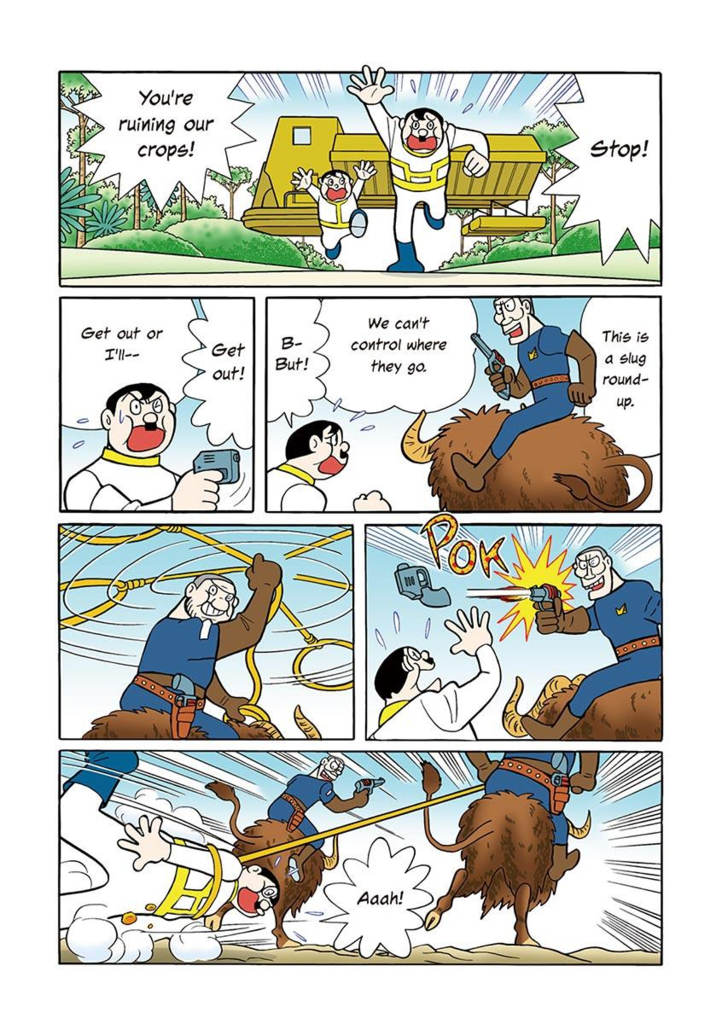 Stop!
You're
ruining our
crops!
This is
a slug
round-
up.
We can't
control where
they go.
B-
But!
Get
out!
Get out or
I'll--
POK
Aaah!